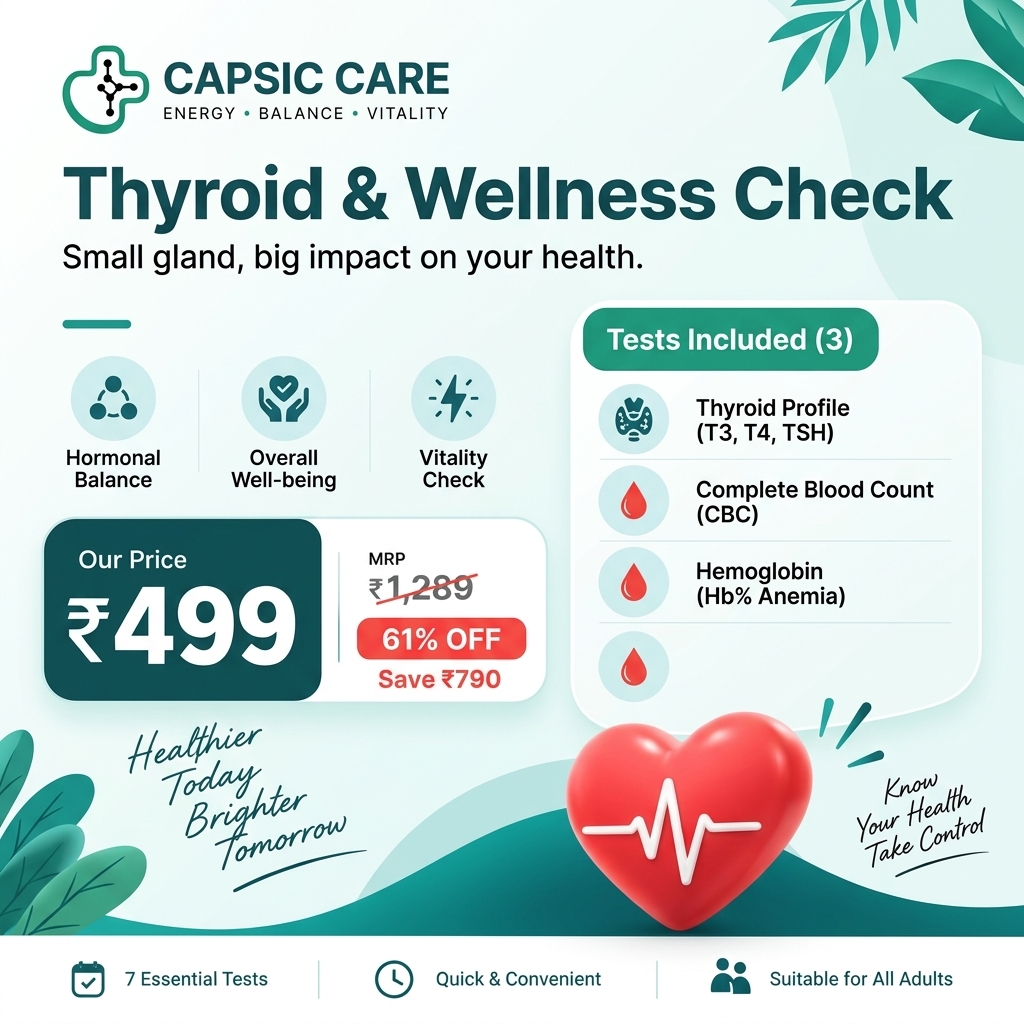 CAPSIC CARE
ENERGY • BALANCE • VITALITY
Thyroid & Wellness Check
Small gland, big impact on your health.
Hormonal
Balance
Overall
Well-being
Vitality
Check
Our Price
₹499
MRP
₹1,289
61% OFF
Save ₹790
Tests Included (3)
Thyroid Profile
(T3, T4, TSH)
Complete Blood Count
(CBC)
Hemoglobin
(Hb% Anemia)
Healthier
Today
Brighter
Tomorrow
Know
Your Health
Take Control
7 Essential Tests
Quick & Convenient
Suitable for All Adults